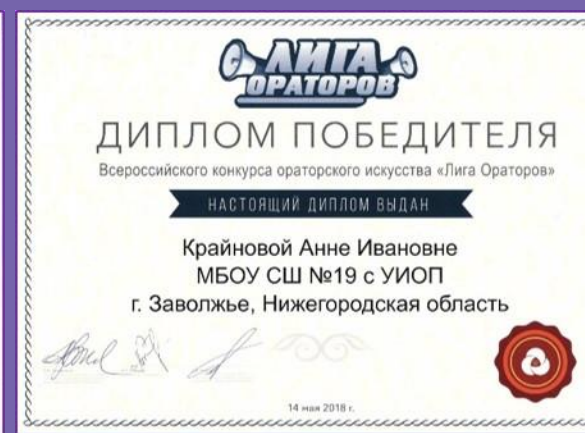 ЛИГА
ОРАТОРОВ
ДИПЛОМ ПОБЕДИТЕЛЯ
Всероссийского конкурса ораторского искусства «Лига Ораторов»
НАСТОЯЩИЙ ДИПЛОМ ВЫДАН
Крайновой Анне Ивановне
МБОУ СШ №19 с УИОП
г. Заволжье, Нижегородская область
14 мая 2018 г.